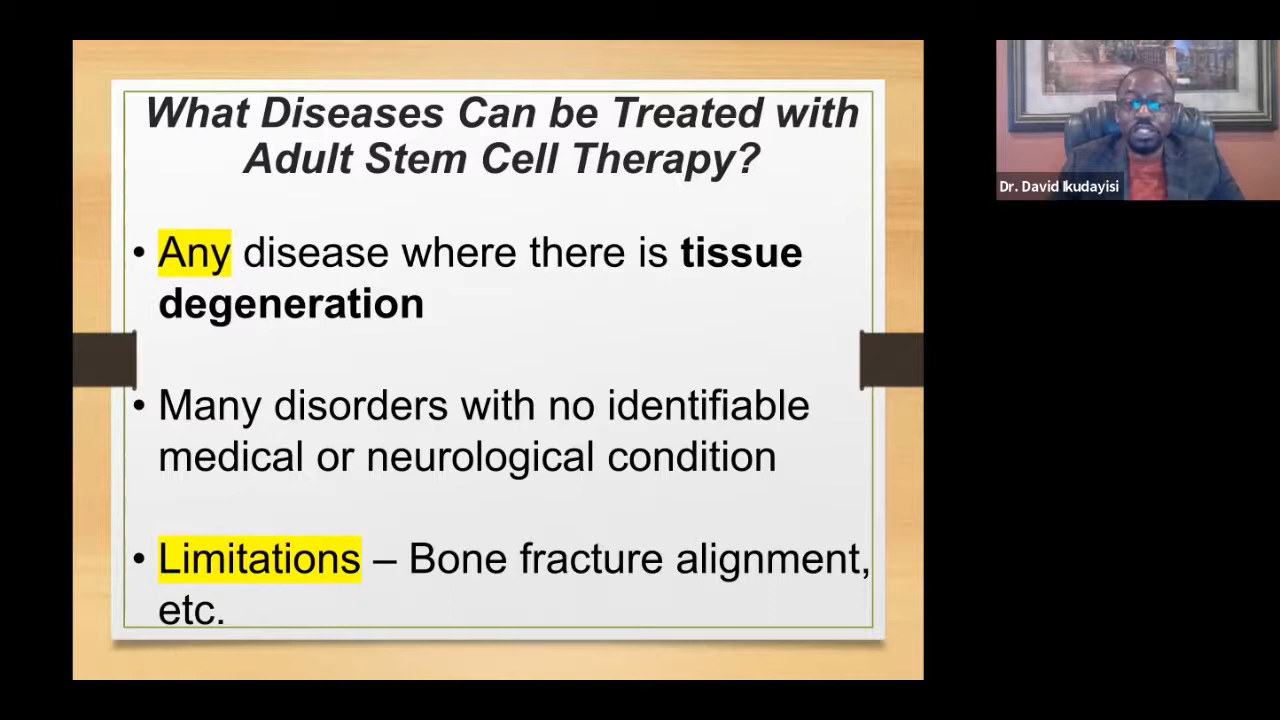 What Diseases Can be Treated with
Adult Stem Cell Therapy?
• Any disease where there is tissue
degeneration
• Many disorders with no identifiable
medical or neurological condition
• Limitations – Bone fracture alignment,
etc.
Dr. David Ikudayisi